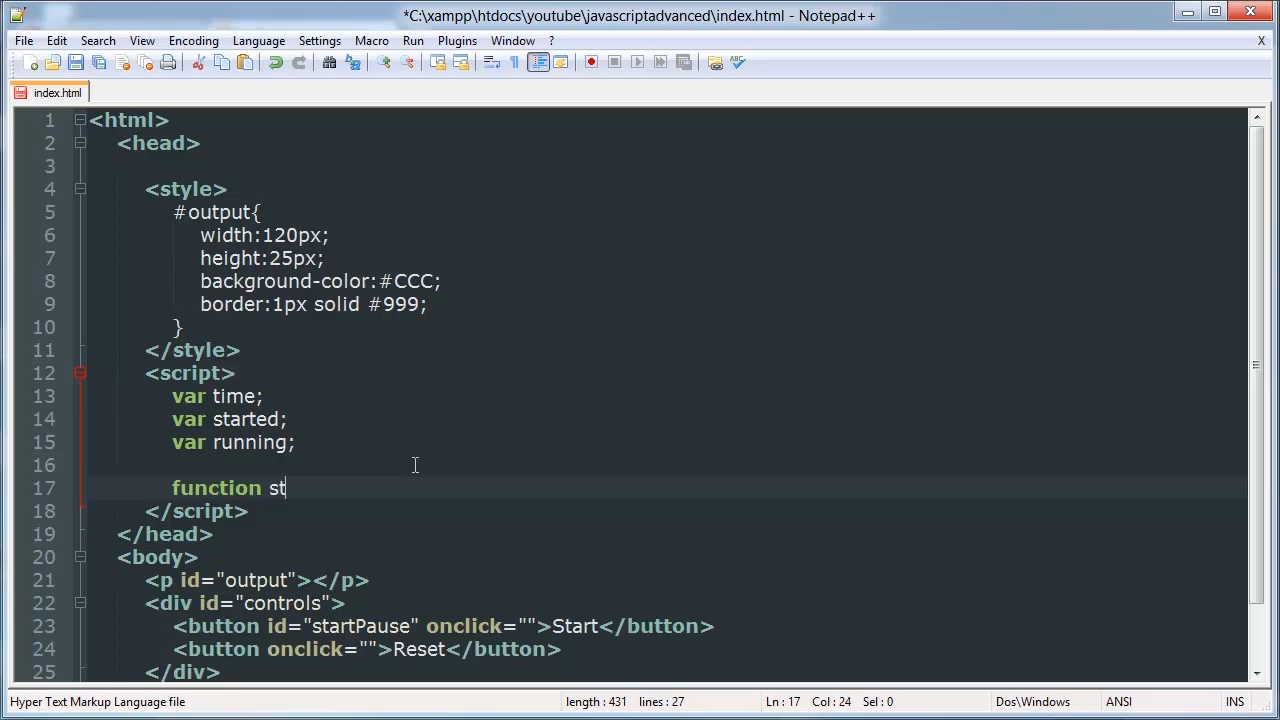 *C:\xampp\htdocs\youtube\javascriptadvanced\index.html - Notepad++
File Edit Search View Encoding Language Settings Macro Run Plugins Window ? X
index.html
1 <html>
2 <head>
3
4 <style>
5 #output{
6 width:120px;
7 height:25px;
8 background-color:#CCC;
9 border:1px solid #999;
10 }
11 </style>
12 <script>
13 var time;
14 var started;
15 var running;
16
17 function st
18 </script>
19 </head>
20 <body>
21 <p id="output"></p>
22 <div id="controls">
23 <button id="startPause" onclick="">Start</button>
24 <button onclick="">Reset</button>
25 </div>
Hyper Text Markup Language file length : 431 lines : 27 Ln : 17 Col : 24 Sel : 0 Dos\Windows ANSI INS